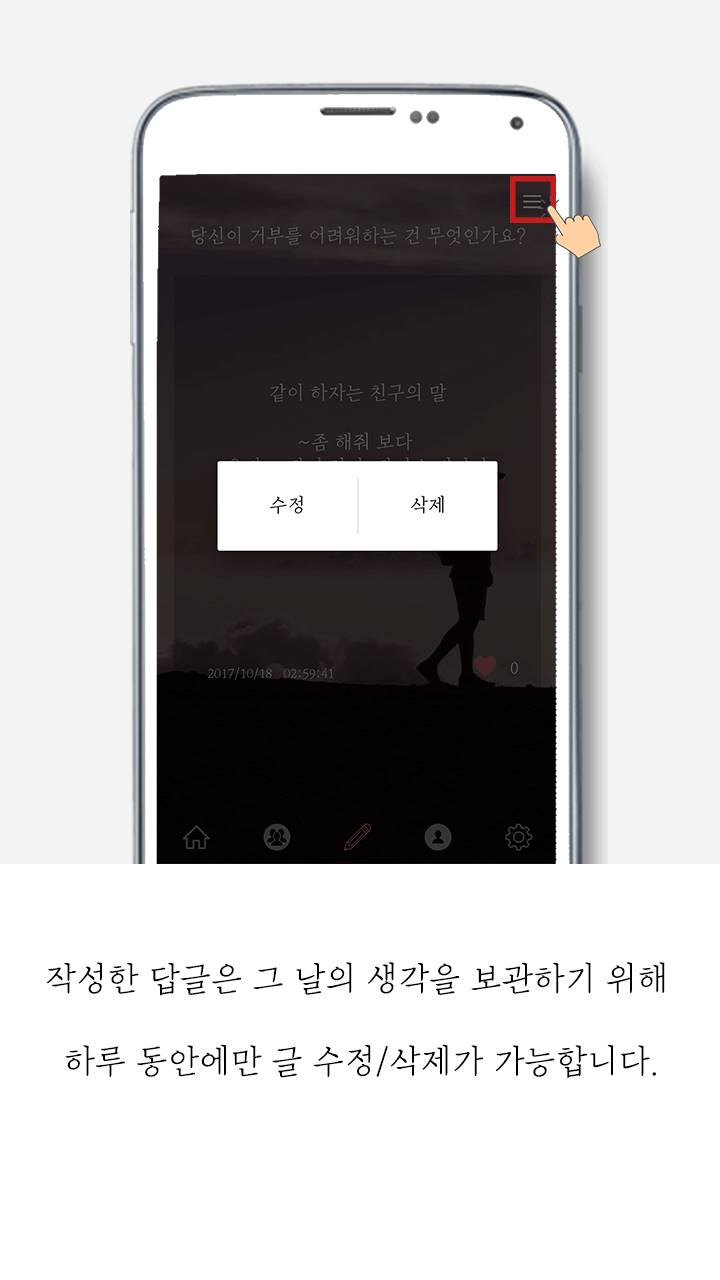 당신이 거부를 어려워하는 건 무엇인가요?
같이 하자는 친구의 말
~좀 해줘 보다
수정
삭제
2017/10/18 02:59:41
0
작성한 답글은 그 날의 생각을 보관하기 위해
하루 동안에만 글 수정/삭제가 가능합니다.